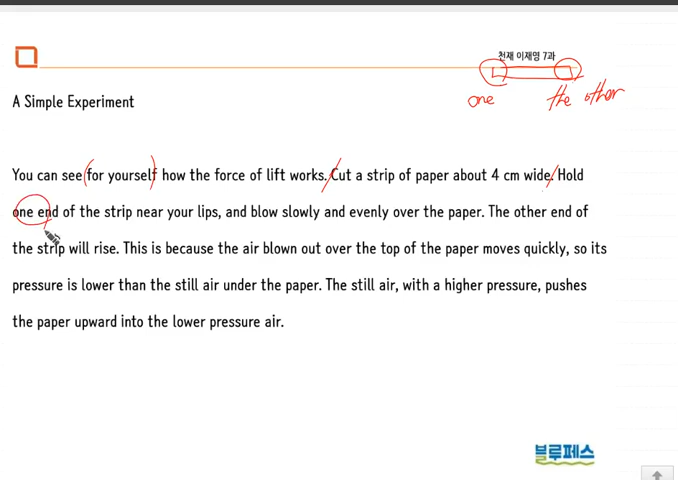 천재 이재영 7과
one the other
A Simple Experiment
You can see for yourself how the force of lift works. Cut a strip of paper about 4 cm wide. Hold
one end of the strip near your lips, and blow slowly and evenly over the paper. The other end of
the strip will rise. This is because the air blown out over the top of the paper moves quickly, so its
pressure is lower than the still air under the paper. The still air, with a higher pressure, pushes
the paper upward into the lower pressure air.
블루페스